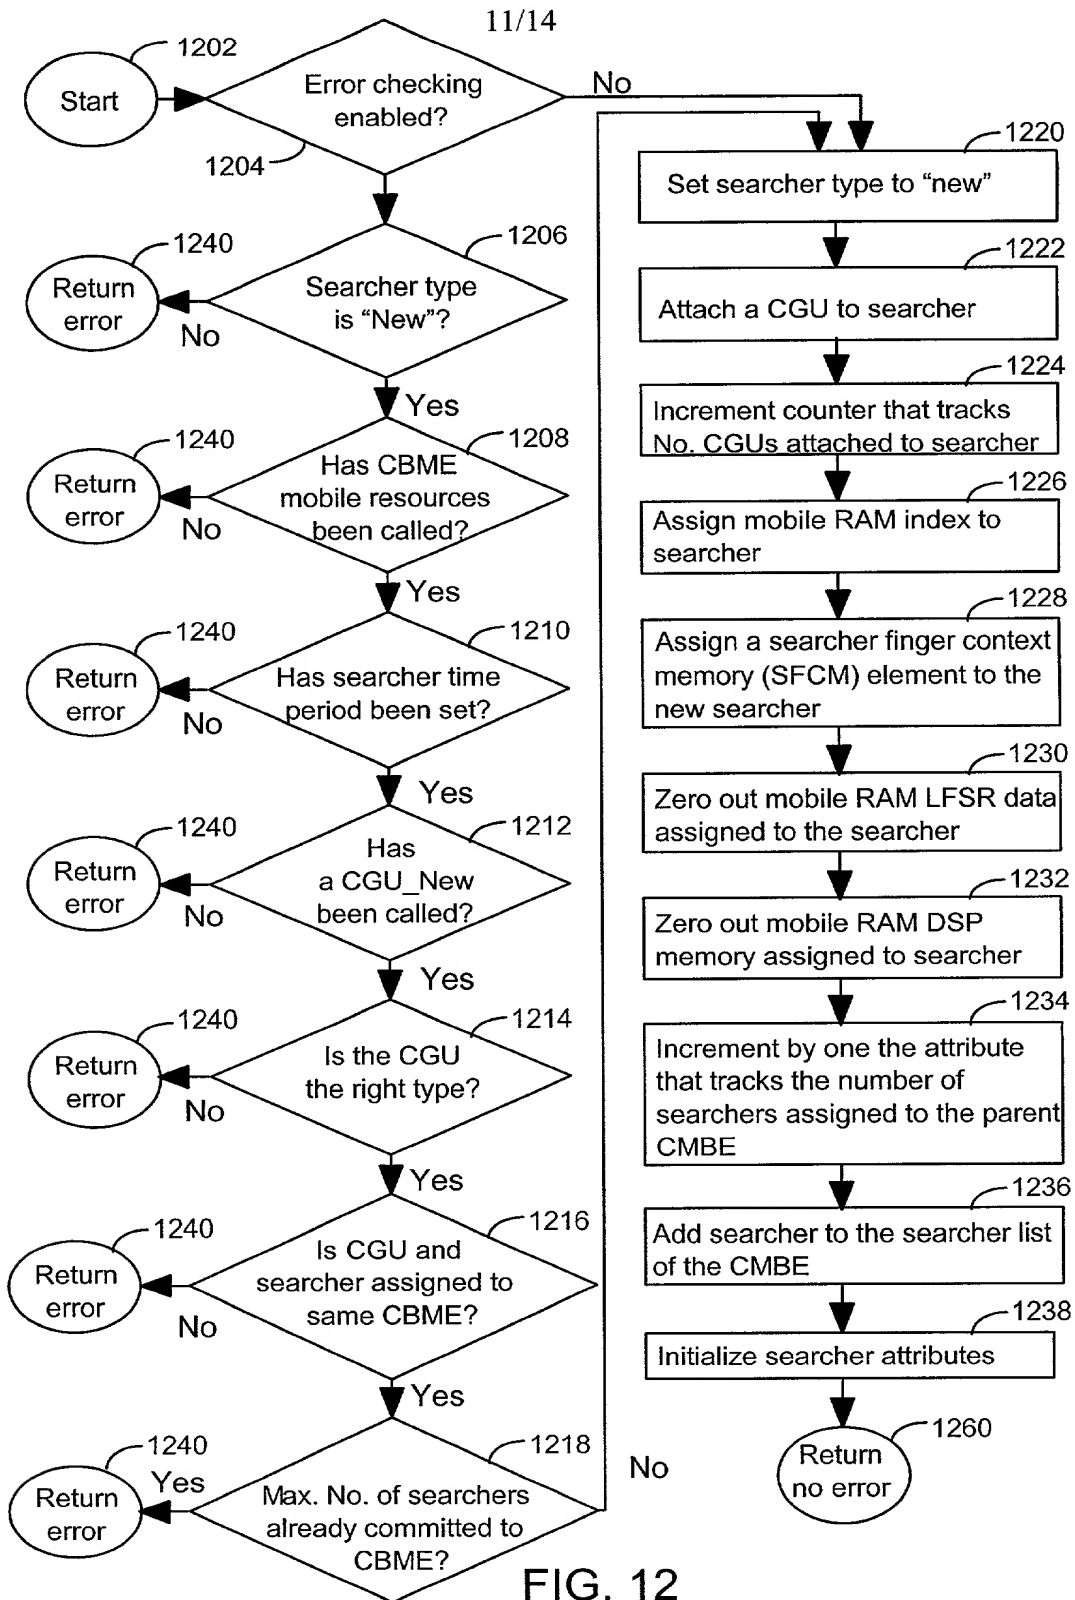 11/14
1202
Start
Error checking
enabled?
1204
No
1220
Set searcher type to “new”
1240
Return
error
No
1206
Searcher type
is “New”?
Yes
1222
Attach a CGU to searcher
1224
Increment counter that tracks
No. CGUs attached to searcher
1240
Return
error
No
1208
Has CBME
mobile resources
been called?
Yes
1226
Assign mobile RAM index to
searcher
1228
Assign a searcher finger context
memory (SFCM) element to the
new searcher
1240
Return
error
No
1210
Has searcher time
period been set?
Yes
1230
Zero out mobile RAM LFSR data
assigned to the searcher
1240
Return
error
No
1212
Has
a CGU_New
been called?
Yes
1232
Zero out mobile RAM DSP
memory assigned to searcher
1240
Return
error
No
1214
Is the CGU
the right type?
Yes
1234
Increment by one the attribute
that tracks the number of
searchers assigned to the parent
CMBE
1240
Return
error
No
1216
Is CGU and
searcher assigned to
same CBME?
Yes
1236
Add searcher to the searcher list
of the CMBE
1238
Initialize searcher attributes
1240
Return
error
Yes
1218
Max. No. of searchers
already committed to
CBME?
No
1260
Return
no error
FIG. 12